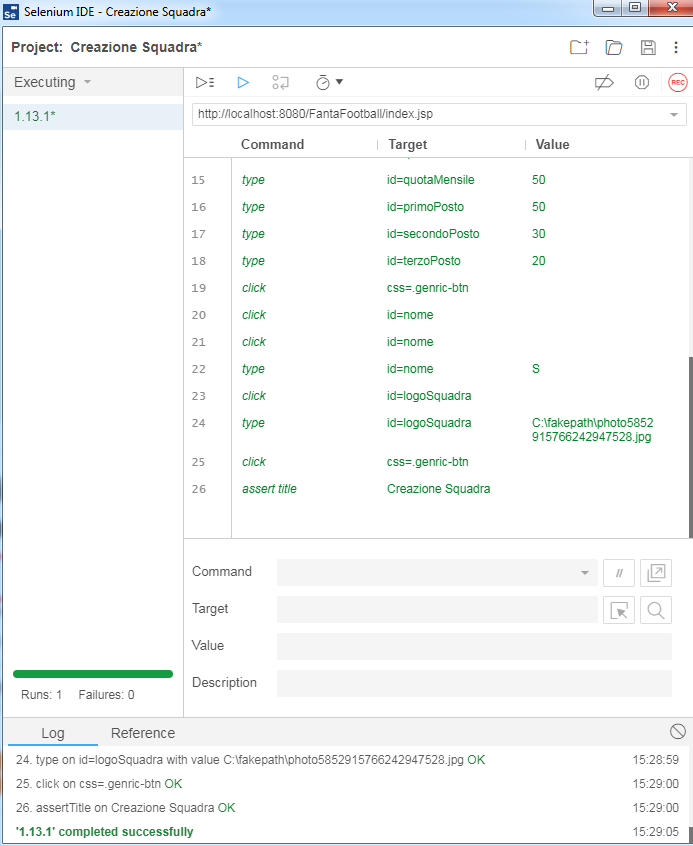 Selenium IDE - Creazione Squadra*
Project: Creazione Squadra*
Executing
REC
1.13.1*
http://localhost:8080/FantaFootball/index.jsp
Command Target Value
15 type id=quotaMensile 50
16 type id=primoPosto 50
17 type id=secondoPosto 30
18 type id=terzoPosto 20
19 click css=.genric-btn
20 click id=nome
21 click id=nome
22 type id=nome S
23 click id=logoSquadra
24 type id=logoSquadra C:\fakepath\photo5852
915766242947528.jpg
25 click css=.genric-btn
26 assert title Creazione Squadra
Command //
Target
Value
Description
Runs: 1 Failures: 0
Log Reference
24. type on id=logoSquadra with value C:\fakepath\photo5852915766242947528.jpg OK 15:28:59
25. click on css=.genric-btn OK 15:29:00
26. assertTitle on Creazione Squadra OK 15:29:00
'1.13.1' completed successfully 15:29:05